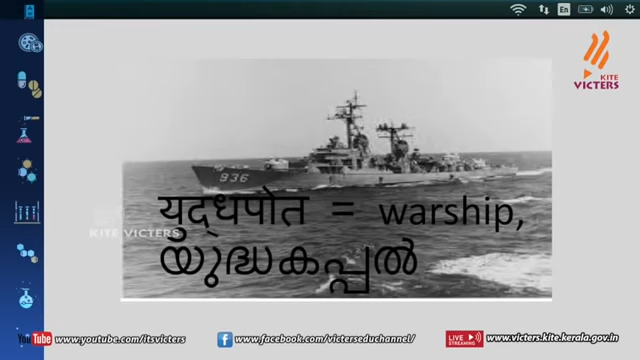 En
KITE
VICTERS
936
युद्धपोत = warship,
KITE VICTERS
യുദ്ധകപ്പൽ
YouTube www.youtube.com/itsvicters
f www.facebook.com/victerseduchannel/
LIVE STREAMING www.victers.kite.kerala.gov.in